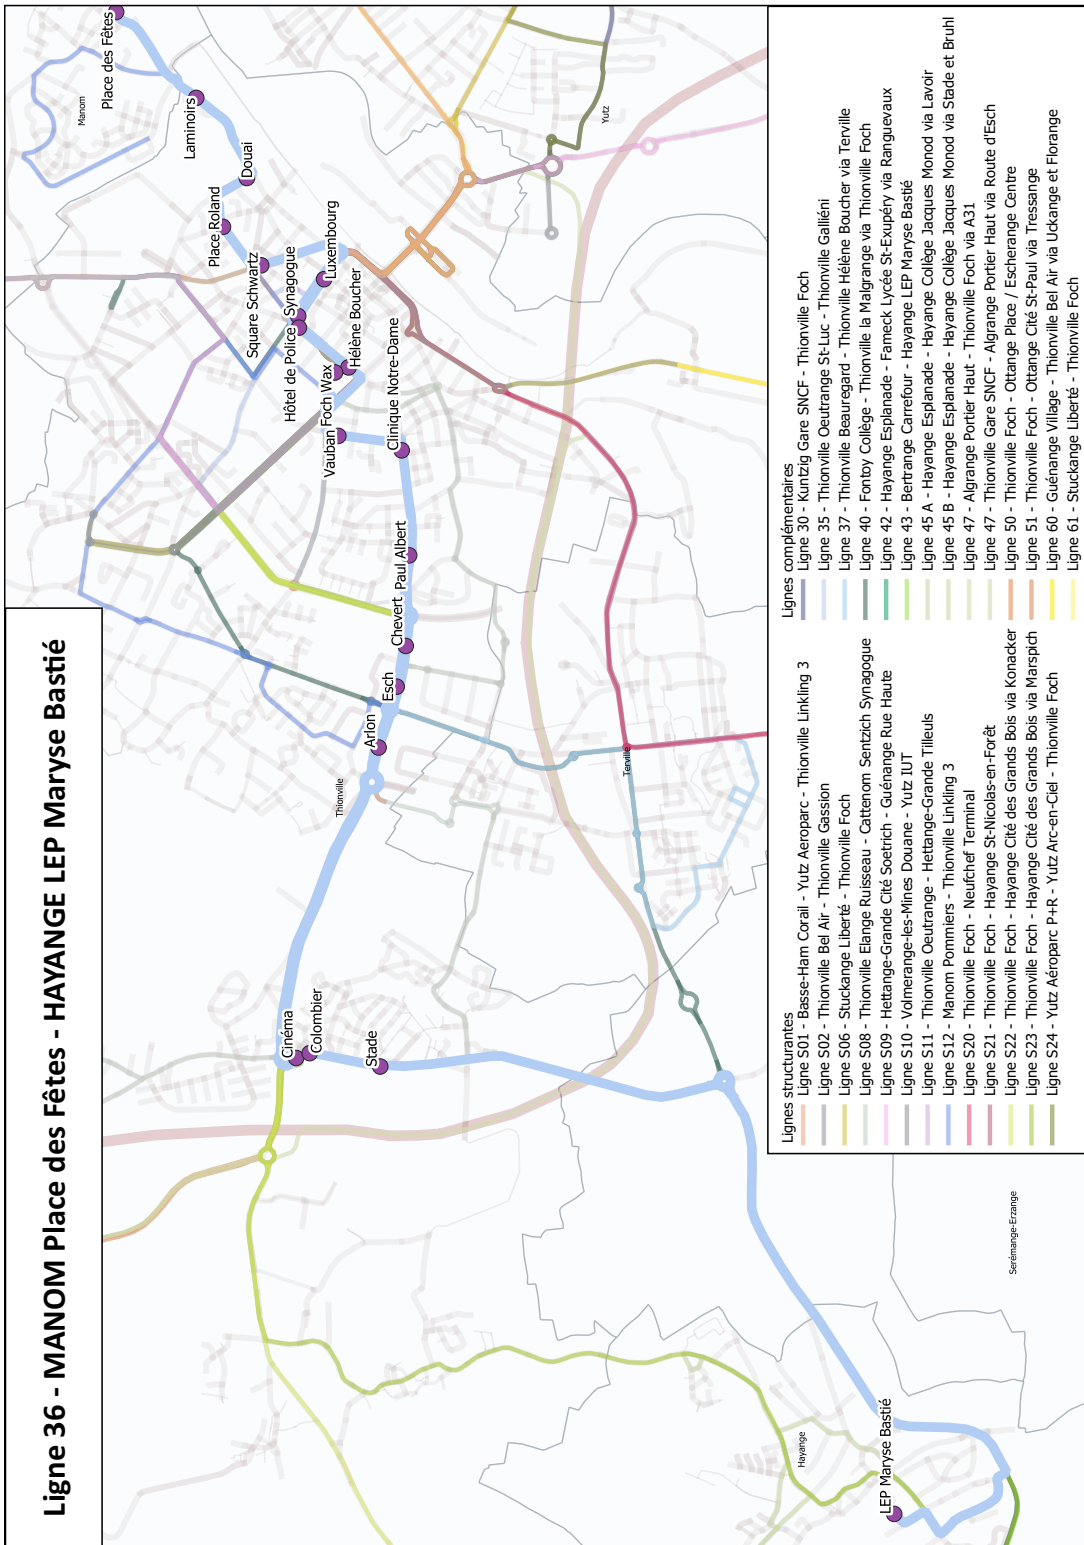 Ligne 36 - MANOM Place des Fêtes - HAYANGE LEP Maryse Bastié
Place des Fêtes
Manom
Laminoirs
Douai
Place Roland
Square Schwartz
Luxembourg
Synagogue
Hôtel de Police
Hélène Boucher
Foch Wax
Vauban
Clinique Notre-Dame
Paul Albert
Chevert
Esch
Arlon
Thionville
Terville
Yutz
Cinéma
Colombier
Stade
LEP Maryse Bastié
Hayange
Serémange-Erzange
Lignes structurantes
Ligne S01 - Basse-Ham Corail - Yutz Aeroparc - Thionville Linkling 3
Ligne S02 - Thionville Bel Air - Thionville Gassion
Ligne S06 - Stuckange Liberté - Thionville Foch
Ligne S08 - Thionville Elange Ruisseau - Cattenom Sentzich Synagogue
Ligne S09 - Hettange-Grande Cité Soetrich - Guénange Rue Haute
Ligne S10 - Volmerange-les-Mines Douane - Yutz IUT
Ligne S11 - Thionville Oeutrange - Hettange-Grande Tilleuls
Ligne S12 - Manom Pommiers - Thionville Linkling 3
Ligne S20 - Thionville Foch - Neufchef Terminal
Ligne S21 - Thionville Foch - Hayange St-Nicolas-en-Forêt
Ligne S22 - Thionville Foch - Hayange Cité des Grands Bois via Konacker
Ligne S23 - Thionville Foch - Hayange Cité des Grands Bois via Marspich
Ligne S24 - Yutz Aéroparc P+R - Yutz Arc-en-Ciel - Thionville Foch
Lignes complémentaires
Ligne 30 - Kuntzig Gare SNCF - Thionville Foch
Ligne 35 - Thionville Oeutrange St-Luc - Thionville Galliéni
Ligne 37 - Thionville Beauregard - Thionville Hélène Boucher via Terville
Ligne 40 - Fontoy Collège - Thionville la Malgrange via Thionville Foch
Ligne 42 - Hayange Esplanade - Fameck Lycée St-Exupéry via Ranguevaux
Ligne 43 - Bertrange Carrefour - Hayange LEP Maryse Bastié
Ligne 45 A - Hayange Esplanade - Hayange Collège Jacques Monod via Lavoir
Ligne 45 B - Hayange Esplanade - Hayange Collège Jacques Monod via Stade et Bruhl
Ligne 47 - Algrange Portier Haut - Thionville Foch via A31
Ligne 47 - Thionville Gare SNCF - Algrange Portier Haut via Route d'Esch
Ligne 50 - Thionville Foch - Ottange Place / Escherange Centre
Ligne 51 - Thionville Foch - Ottange Cité St-Paul via Tressange
Ligne 60 - Guénange Village - Thionville Bel Air via Uckange et Florange
Ligne 61 - Stuckange Liberté - Thionville Foch